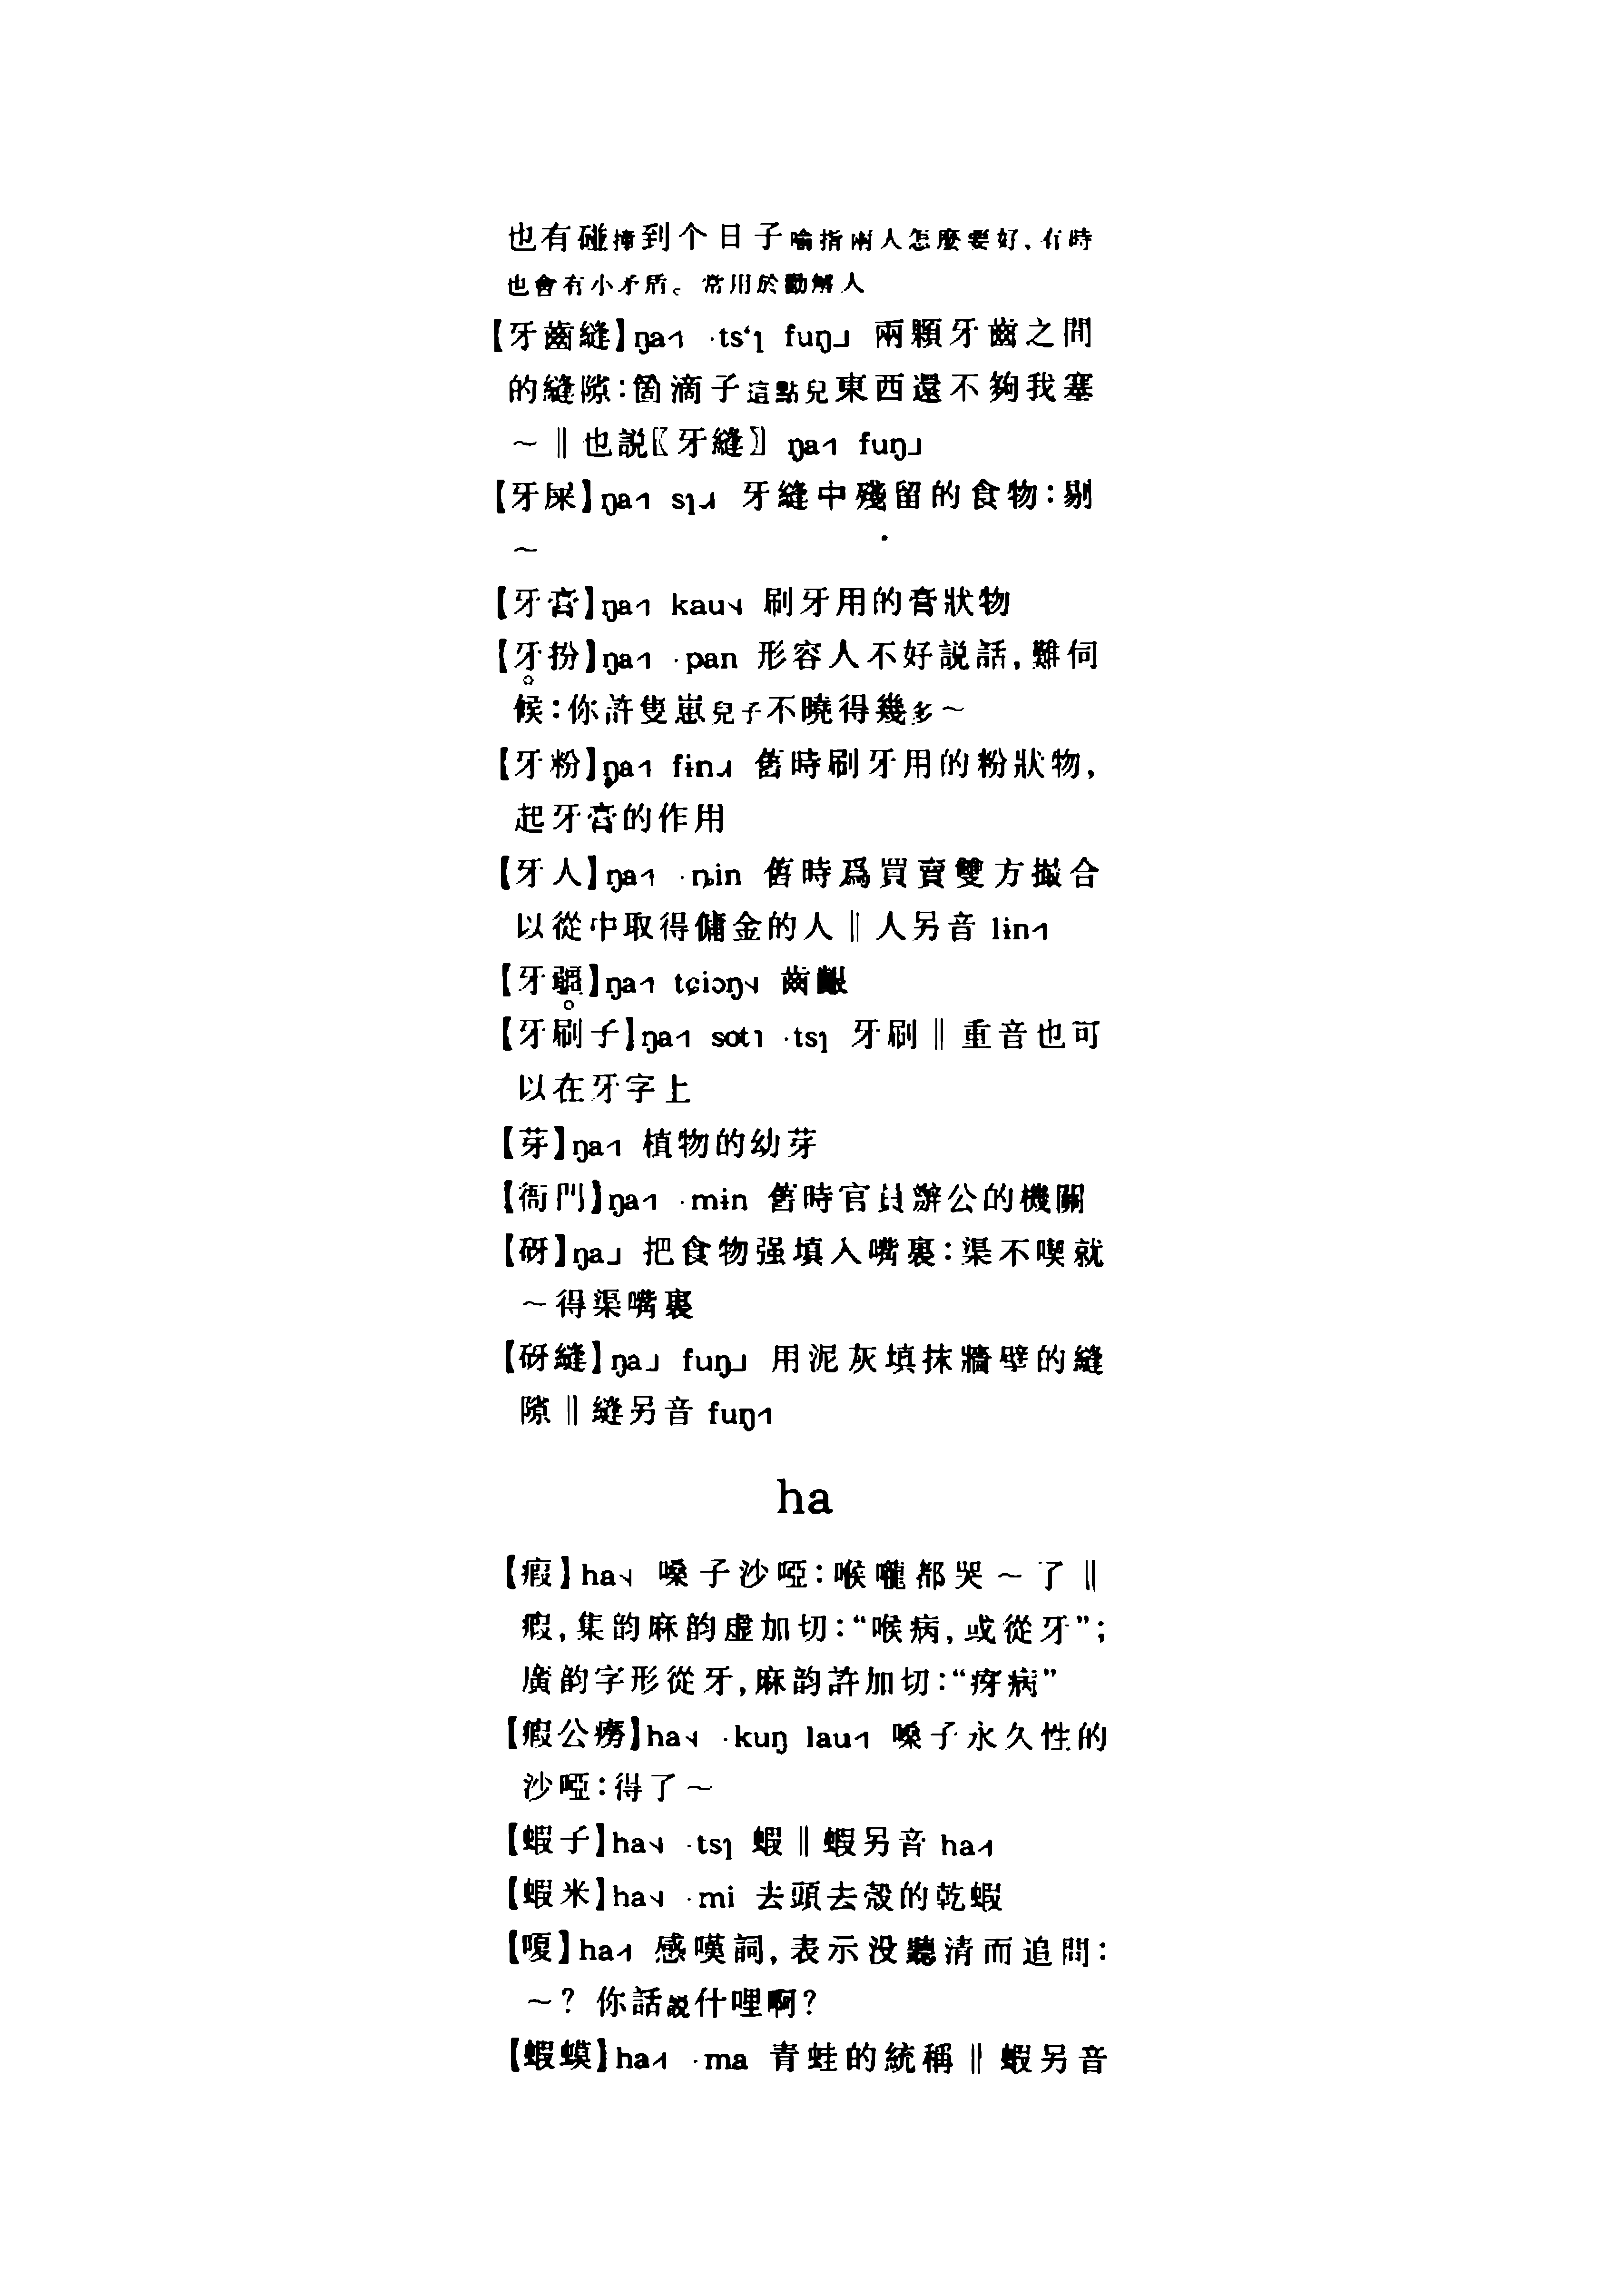 也有碰撞到个日子喻指兩人怎麼要好,有時
也會有小矛盾。常用於勸解人
【牙齒縫】ŋa˧˥ ·tsʻɿ fuŋ˩ 兩顆牙齒之間
的縫隙:箇滴子這點兒東西還不夠我塞
～‖也説〖牙縫〗ŋa˧˥ fuŋ˩
【牙屎】ŋa˧˥ sɿ˨˩˧ 牙縫中殘留的食物:剔
～
【牙膏】ŋa˧˥ kau˦˨ 刷牙用的膏狀物
【牙扮】ŋa˧˥ ·pan 形容人不好説話,難伺
候:你許隻崽兒子不曉得幾多～
【牙粉】ŋa˧˥ fɨn˨˩˧ 舊時刷牙用的粉狀物,
起牙膏的作用
【牙人】ŋa˧˥ ·ȵin 舊時爲買賣雙方撮合
以從中取得傭金的人‖人另音 lɨn˧˥
【牙疆】ŋa˧˥ tɕiɔŋ˦˨ 齒齦
【牙刷子】ŋa˧˥ sɔt˥ ·tsɿ 牙刷‖重音也可
以在牙字上
【芽】ŋa˧˥ 植物的幼芽
【衙門】ŋa˧˥ ·mɨn 舊時官員辦公的機關
【砑】ŋa˩ 把食物强填入嘴裏:渠不喫就
～得渠嘴裏
【砑縫】ŋa˩ fuŋ˩ 用泥灰填抹牆壁的縫
隙‖縫另音 fuŋ˧˥
ha
【瘕】ha˦˨ 嗓子沙啞:喉嚨都哭～了‖
瘕,集韵麻韵虚加切:“喉病,或從牙”;
廣韵字形從牙,麻韵許加切:“疨病”
【瘕公癆】ha˦˨ ·kuŋ lau˧˥ 嗓子永久性的
沙啞:得了～
【蝦子】ha˦˨ ·tsɿ 蝦‖蝦另音 ha˨˦
【蝦米】ha˦˨ ·mi 去頭去殼的乾蝦
【嗄】ha˨˦ 感嘆詞,表示没聽清而追問:
～? 你話説什哩啊?
【蝦蟆】ha˨˦ ·ma 青蛙的統稱‖蝦另音